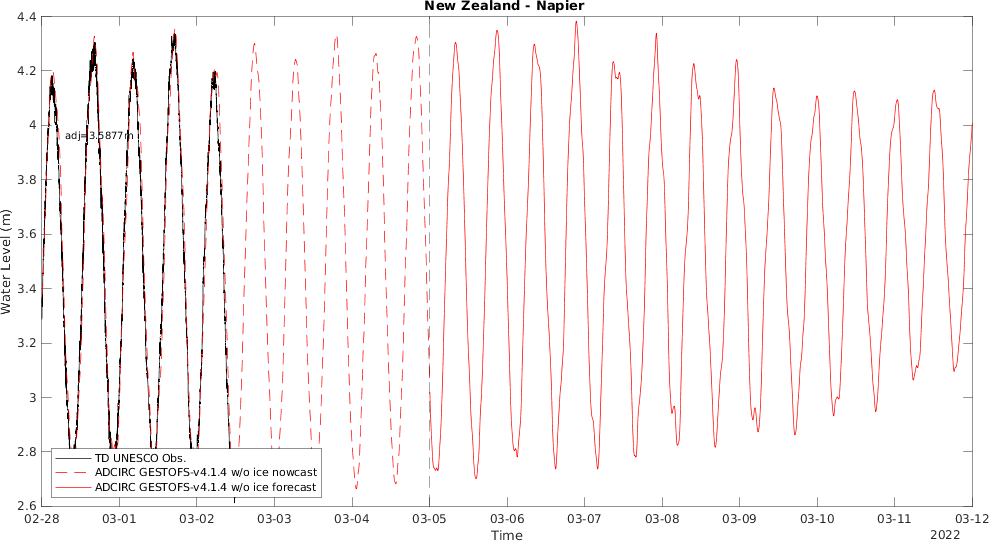 New Zealand - Napier
4.4
4.2
4
3.8
3.6
3.4
3.2
3
2.8
2.6
Water Level (m)
adj=3.5877m
TD UNESCO Obs.
ADCIRC GESTOFS-v4.1.4 w/o ice nowcast
ADCIRC GESTOFS-v4.1.4 w/o ice forecast
02-28 03-01 03-02 03-03 03-04 03-05 03-06 03-07 03-08 03-09 03-10 03-11 03-12
Time
2022